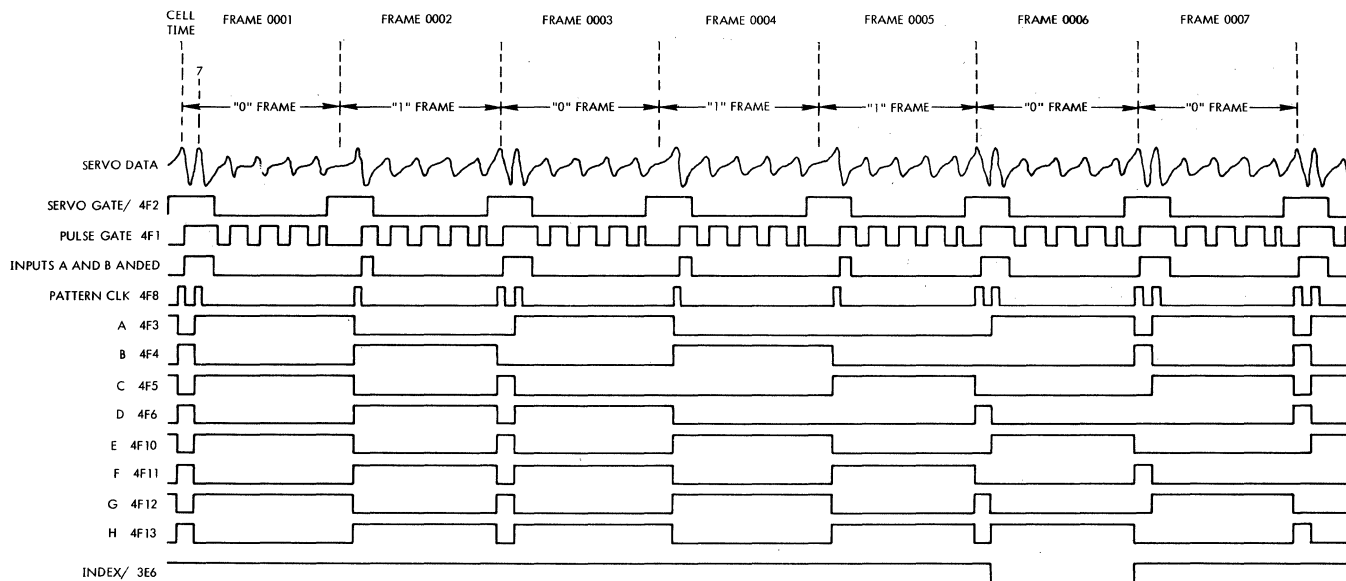 CELL TIME FRAME 0001 FRAME 0002 FRAME 0003 FRAME 0004 FRAME 0005 FRAME 0006 FRAME 0007
7
"0" FRAME "1" FRAME "0" FRAME "1" FRAME "1" FRAME "0" FRAME "0" FRAME
SERVO DATA
SERVO GATE/ 4F2
PULSE GATE 4F1
INPUTS A AND B ANDED
PATTERN CLK 4F8
A 4F3
B 4F4
C 4F5
D 4F6
E 4F10
F 4F11
G 4F12
H 4F13
INDEX/ 3E6